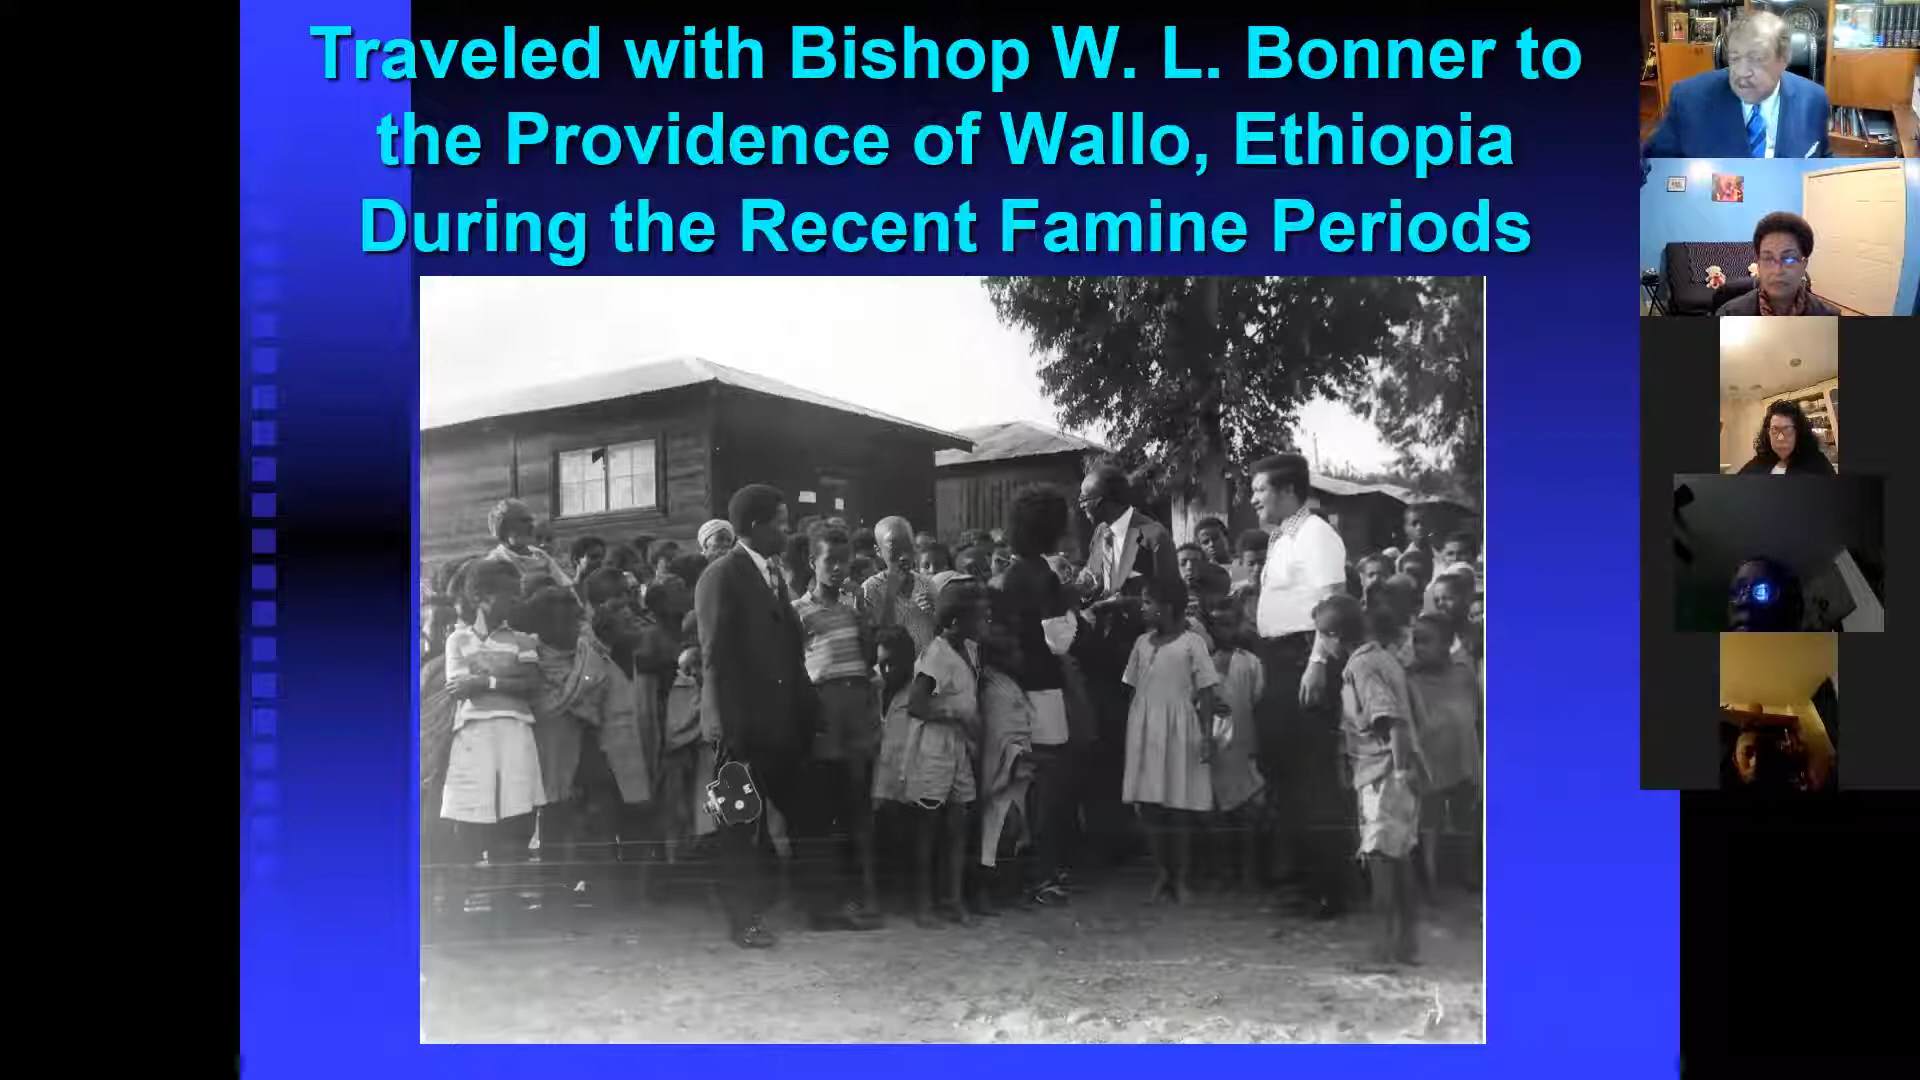 Traveled with Bishop W. L. Bonner to
the Providence of Wallo, Ethiopia
During the Recent Famine Periods